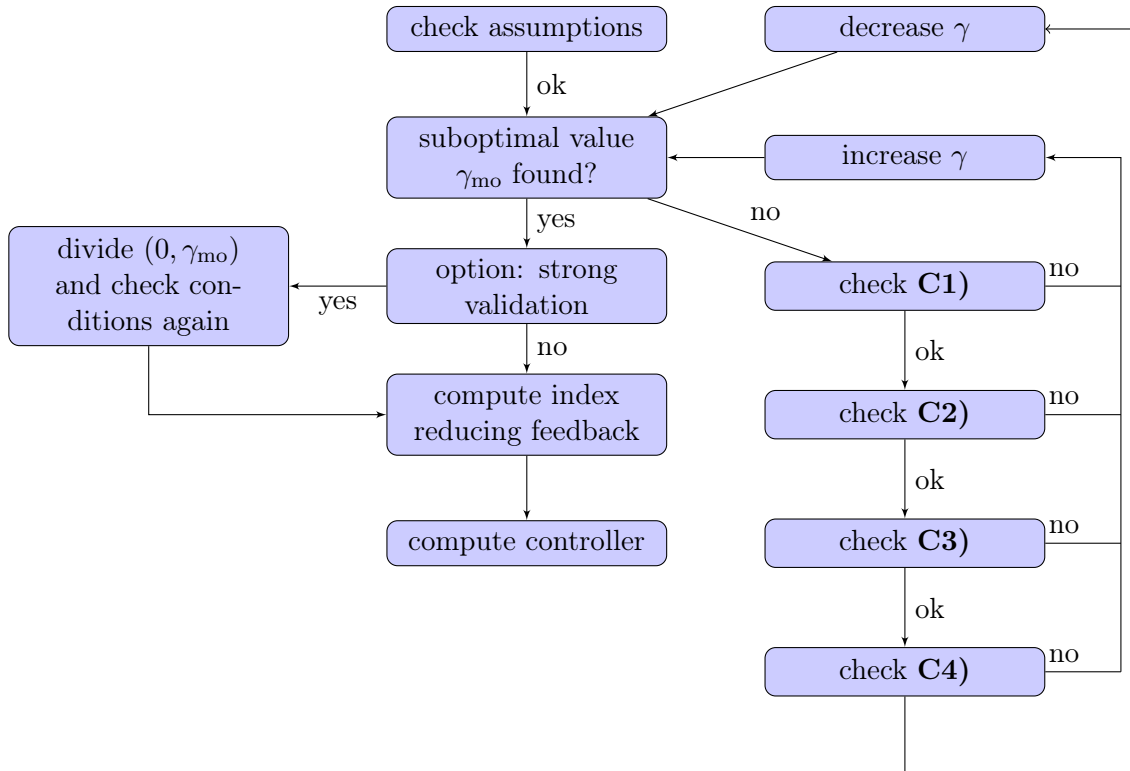 check assumptions
decrease γ
ok
suboptimal value
γmo found?
increase γ
yes
no
divide (0, γmo)
and check con-
ditions again
yes
option: strong
validation
check C1)
no
no
ok
compute index
reducing feedback
check C2)
no
ok
compute controller
check C3)
no
ok
check C4)
no